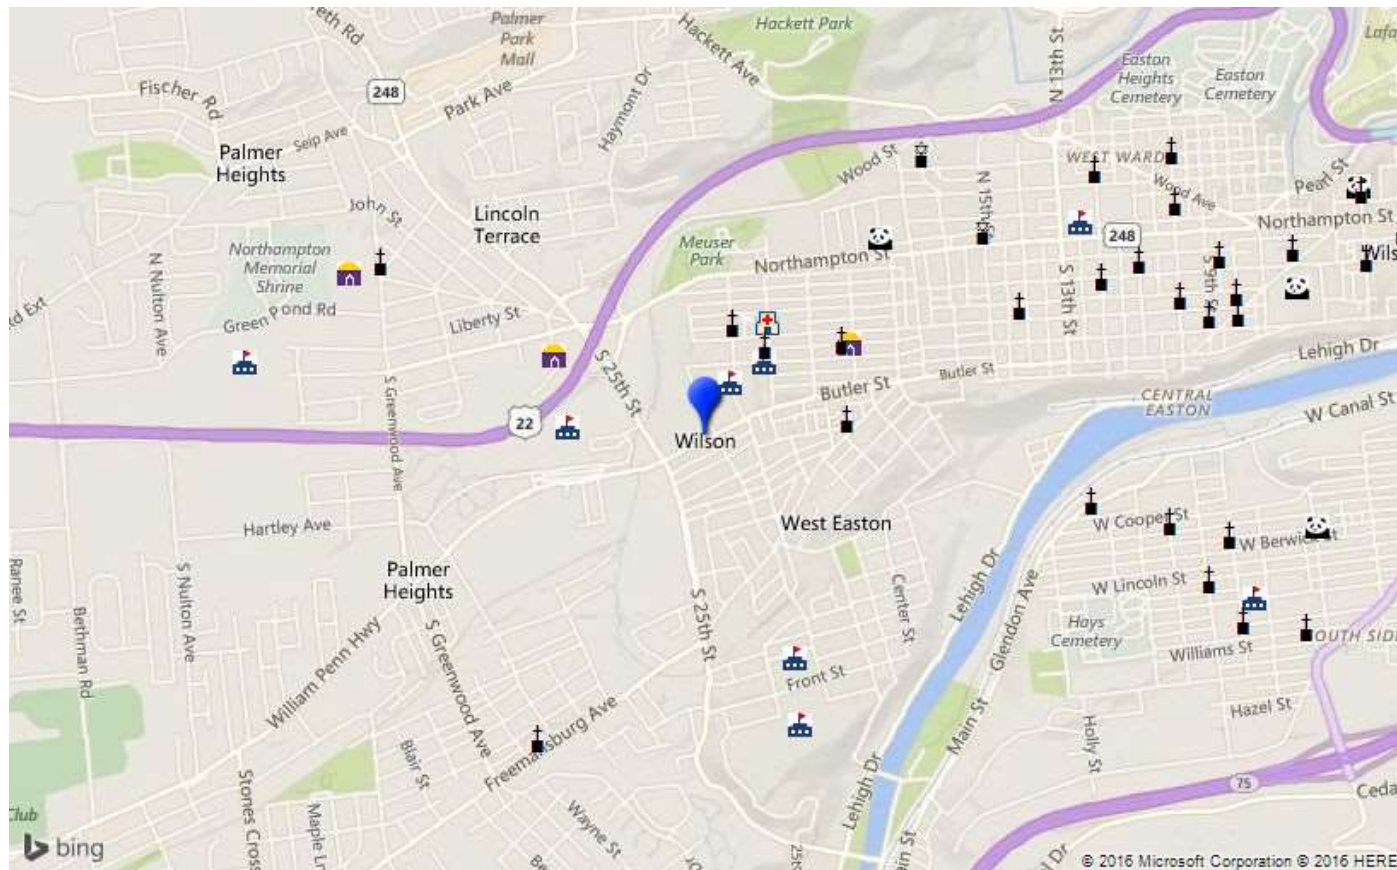 Hackett Park
Palmer
Park
Mall
Hackett Ave
N 13th St
Easton
Heights
Cemetery
Easton
Cemetery
Fischer Rd
248
Park Ave
Haymont Dr
Seip Ave
Palmer
Heights
Wood St
WEST WARD
Pearl St
Wood Ave
John St
Lincoln
Terrace
N 15th St
Northampton St
248
Meuser
Park
Northampton St
Northampton
Memorial
Shrine
N Nulton Ave
S 13th St
S 9th St
Green Pond Rd
Liberty St
Lehigh Dr
S 25th St
Butler St
Butler St
S Greenwood Ave
CENTRAL
EASTON
W Canal St
22
Wilson
Hartley Ave
West Easton
W Cooper St
W Berwick St
Palmer
Heights
Ranee St
S Nulton Ave
Bethman Rd
S 25th St
Center St
Lehigh Dr
Glendon Ave
W Lincoln St
Hays
Cemetery
Williams St
William Penn Hwy
S Greenwood Ave
Front St
Main St
Hazel St
Holly St
Freemansburg Ave
Blair St
Lehigh Dr
75
Stones Cross
Maple Ln
Wayne St
Club
bing
© 2016 Microsoft Corporation © 2016 HERE